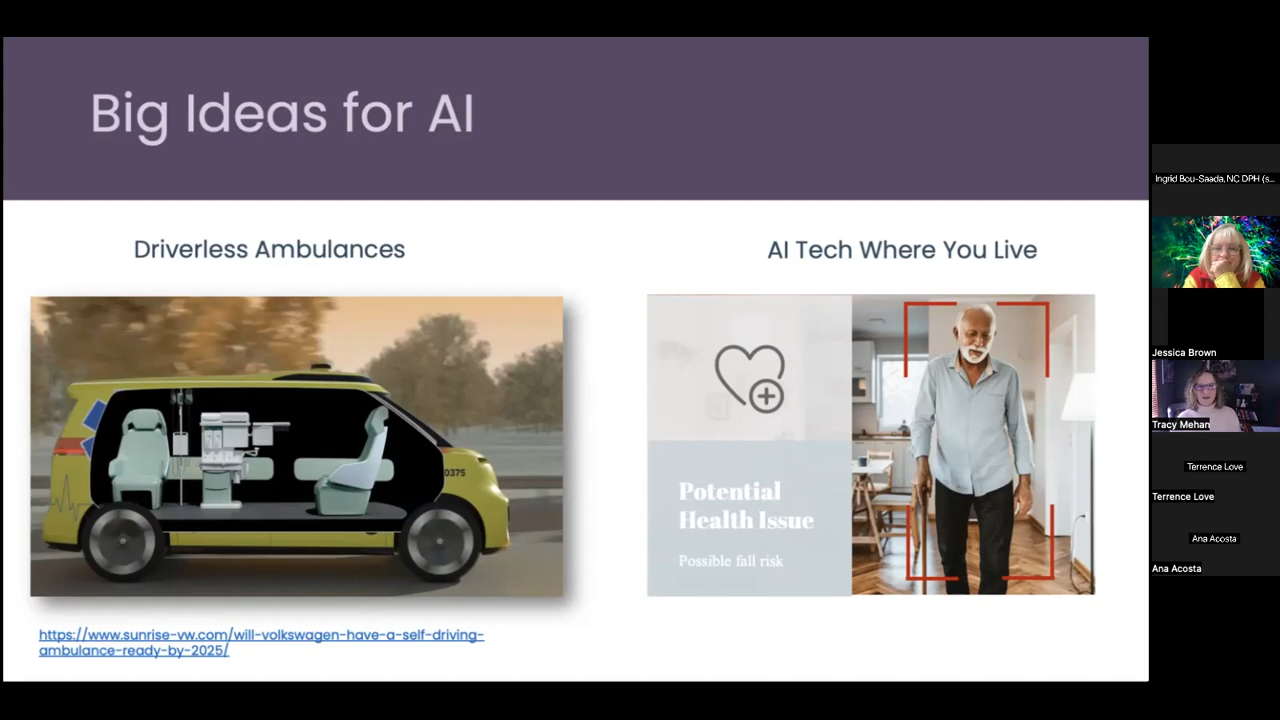 Big Ideas for AI
Driverless Ambulances
AI Tech Where You Live
0375
Potential
Health Issue
Possible fall risk
https://www.sunrise-vw.com/will-volkswagen-have-a-self-driving-
ambulance-ready-by-2025/
Ingrid Bou-Saada, NC DPH (s...
Jessica Brown
Tracy Mehan
Terrence Love
Terrence Love
Ana Acosta
Ana Acosta